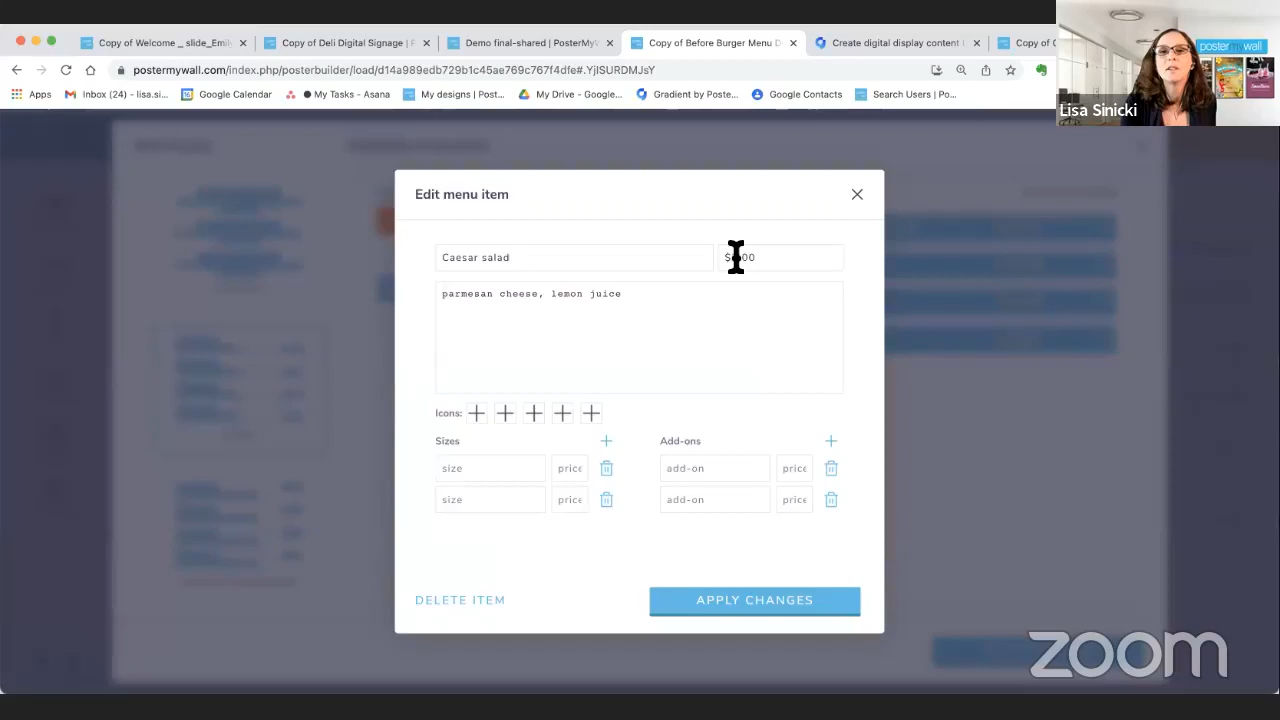 Copy of Welcome _ slide_Emil
Copy of Deli Digital Signage | P
Demo final-shared | PosterMyW
Copy of Before Burger Menu D
Create digital display content |
Copy of C
postermywall.com/index.php/posterbuilder/load/d14a989edb729b1c45ae769c767f4dfe#.YjISURDMJsY
Apps
Inbox (24) - lisa.si...
Google Calendar
My Tasks - Asana
My designs | Post...
My Drive - Google...
Gradient by Poste...
Google Contacts
Search Users | Po...
postermywall
Lisa Sinicki
Edit menu item
Caesar salad
parmesan cheese, lemon juice
Icons:
Sizes
Add-ons
size
price
add-on
price
size
price
add-on
price
DELETE ITEM
APPLY CHANGES
zoom